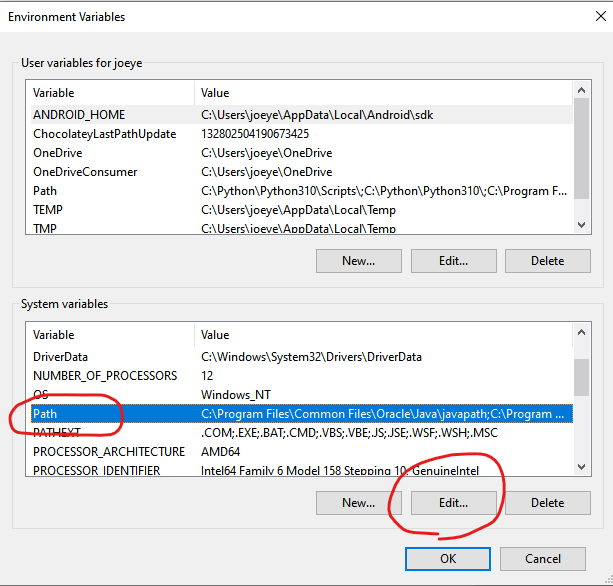 Environment Variables
User variables for joeye
Variable Value
ANDROID_HOME C:\Users\joeye\AppData\Local\Android\sdk
ChocolateyLastPathUpdate 132802504190673425
OneDrive C:\Users\joeye\OneDrive
OneDriveConsumer C:\Users\joeye\OneDrive
Path C:\Python\Python310\Scripts\;C:\Python\Python310\;C:\Program F...
TEMP C:\Users\joeye\AppData\Local\Temp
TMP C:\Users\joeye\AppData\Local\Temp
New... Edit... Delete
System variables
Variable Value
DriverData C:\Windows\System32\Drivers\DriverData
NUMBER_OF_PROCESSORS 12
OS Windows_NT
Path C:\Program Files\Common Files\Oracle\Java\javapath;C:\Program ...
PATHEXT .COM;.EXE;.BAT;.CMD;.VBS;.VBE;.JS;.JSE;.WSF;.WSH;.MSC
PROCESSOR_ARCHITECTURE AMD64
PROCESSOR_IDENTIFIER Intel64 Family 6 Model 158 Stepping 10, GenuineIntel
New... Edit... Delete
OK Cancel